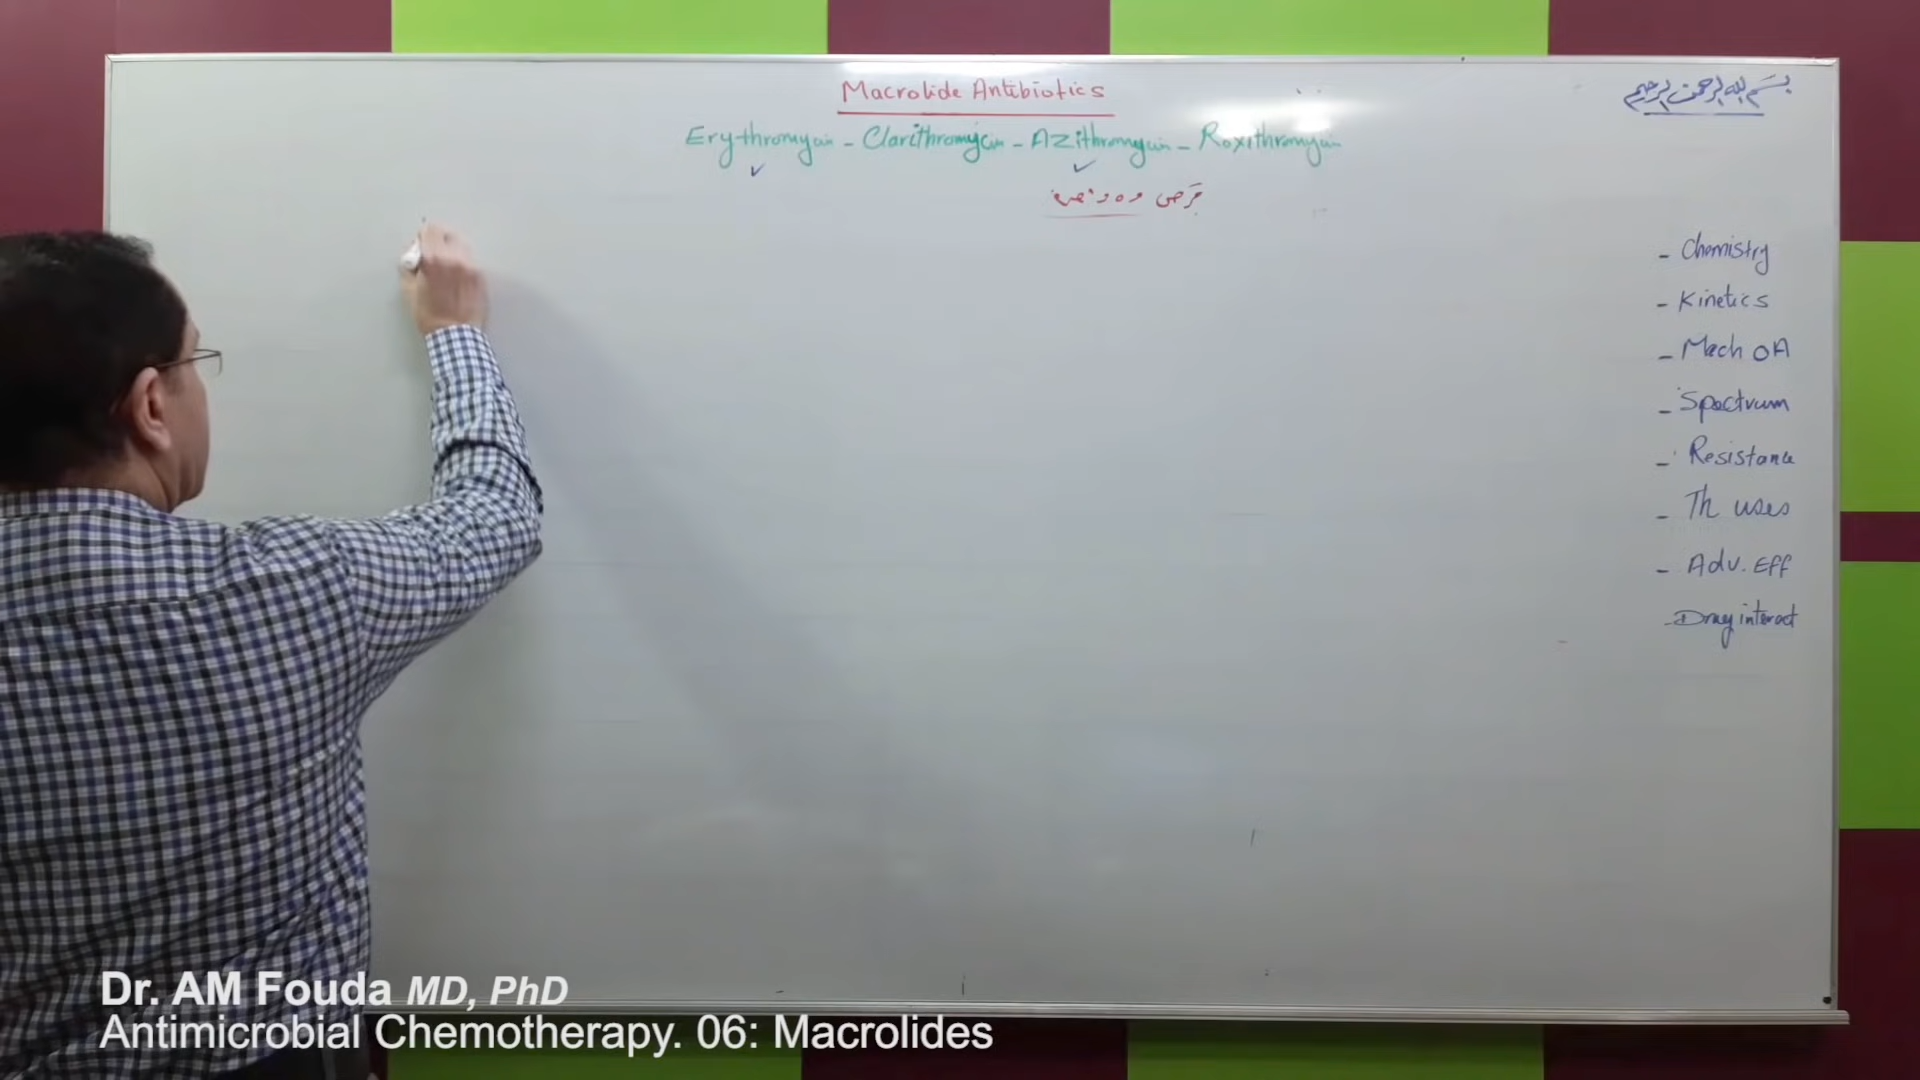 Macrolide Antibiotics
بسم الله الرحمن الرحيم
Erythromycin - Clarithromycin - Azithromycin - Roxithromycin
قرص
- Chemistry
- Kinetics
- Mech OA
- Spectrum
- Resistance
- Th uses
- Adv. Eff
- Drug interact
Dr. AM Fouda MD, PhD
Antimicrobial Chemotherapy. 06: Macrolides